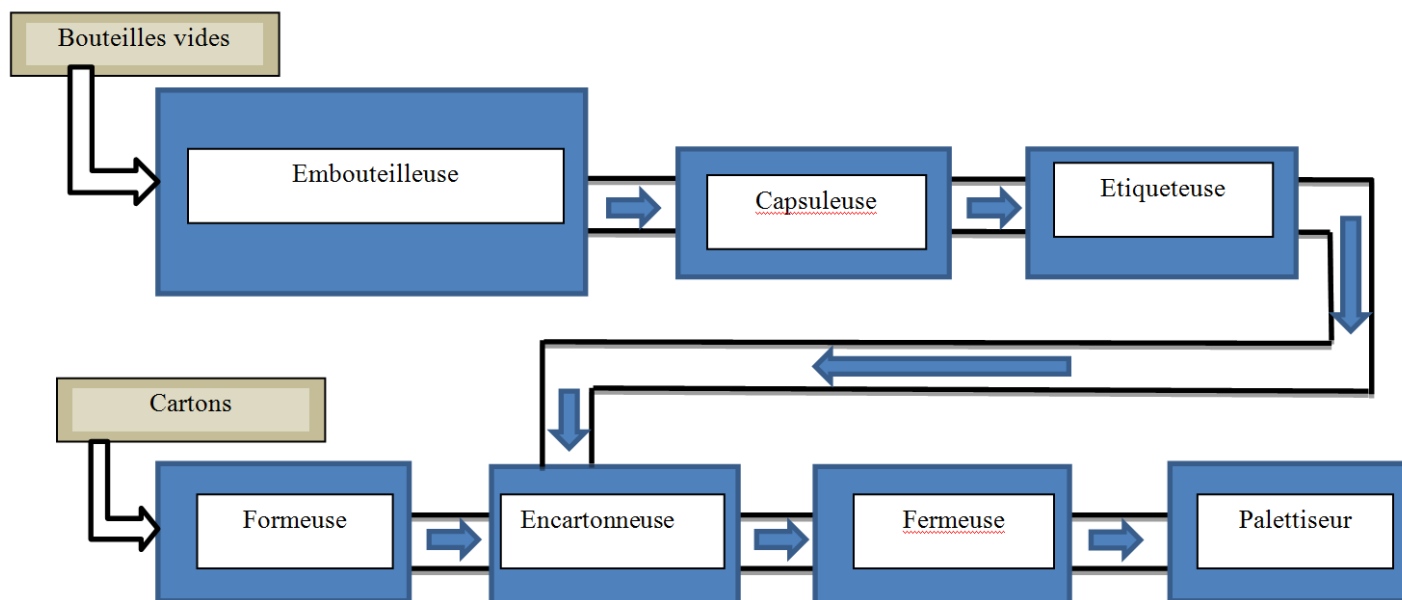 Bouteilles vides
Embouteilleuse
Capsuleuse
Etiqueteuse
Cartons
Formeuse
Encartonneuse
Fermeuse
Palettiseur